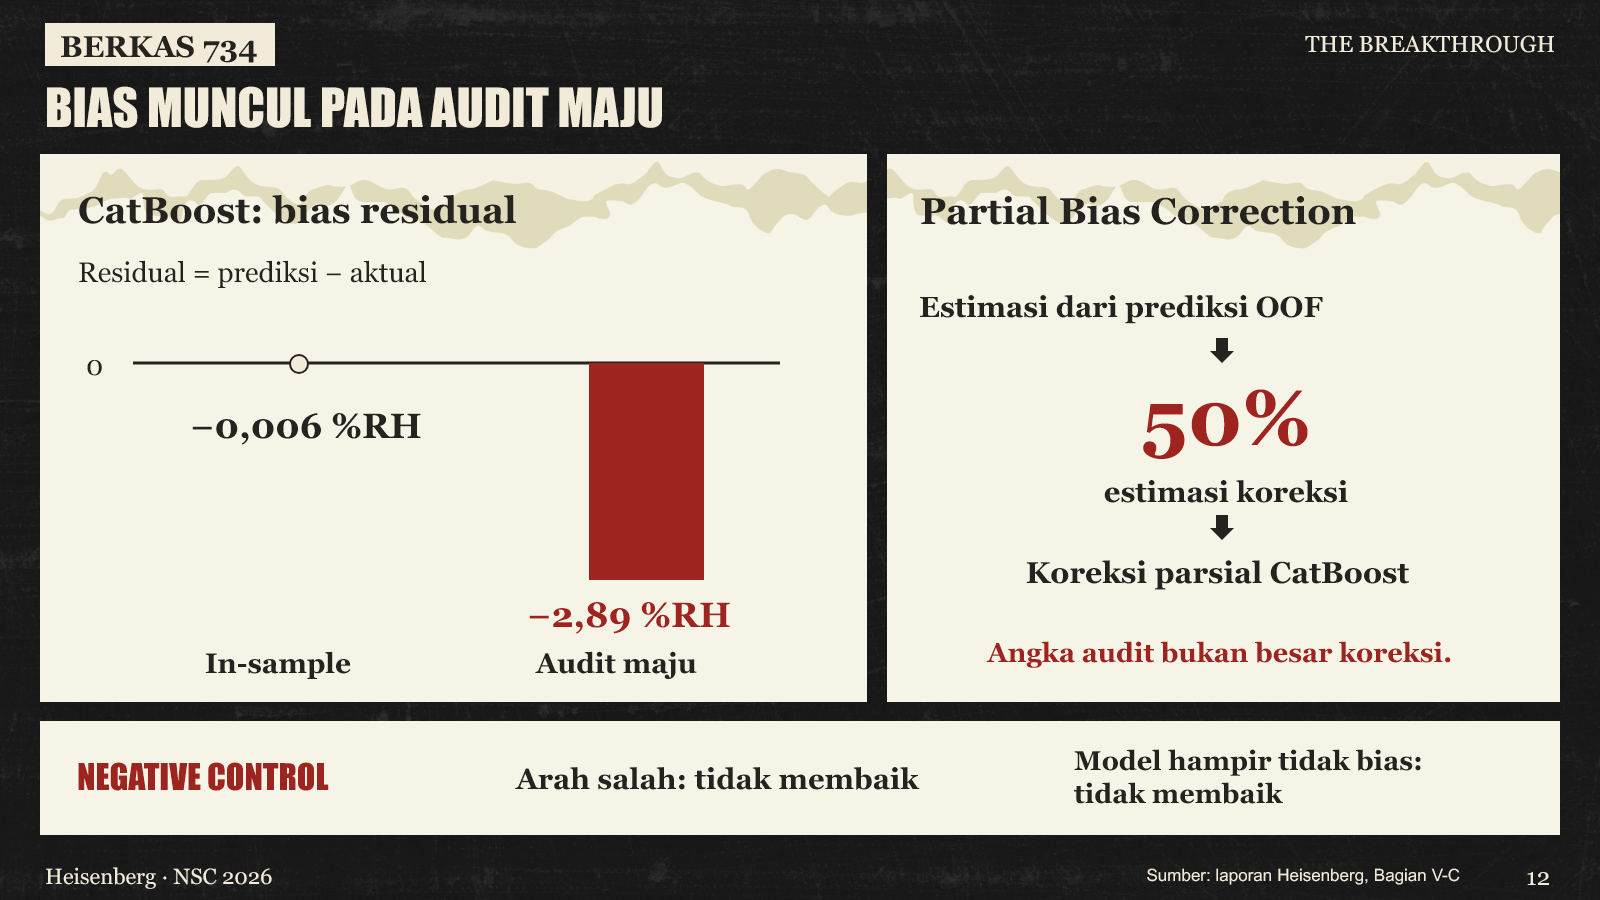 BERKAS 734
THE BREAKTHROUGH
BIAS MUNCUL PADA AUDIT MAJU
CatBoost: bias residual
Residual = prediksi – aktual
0
–0,006 %RH
–2,89 %RH
In-sample
Audit maju
Partial Bias Correction
Estimasi dari prediksi OOF
50%
estimasi koreksi
Koreksi parsial CatBoost
Angka audit bukan besar koreksi.
NEGATIVE CONTROL
Arah salah: tidak membaik
Model hampir tidak bias:
tidak membaik
Heisenberg · NSC 2026
Sumber: laporan Heisenberg, Bagian V-C
12